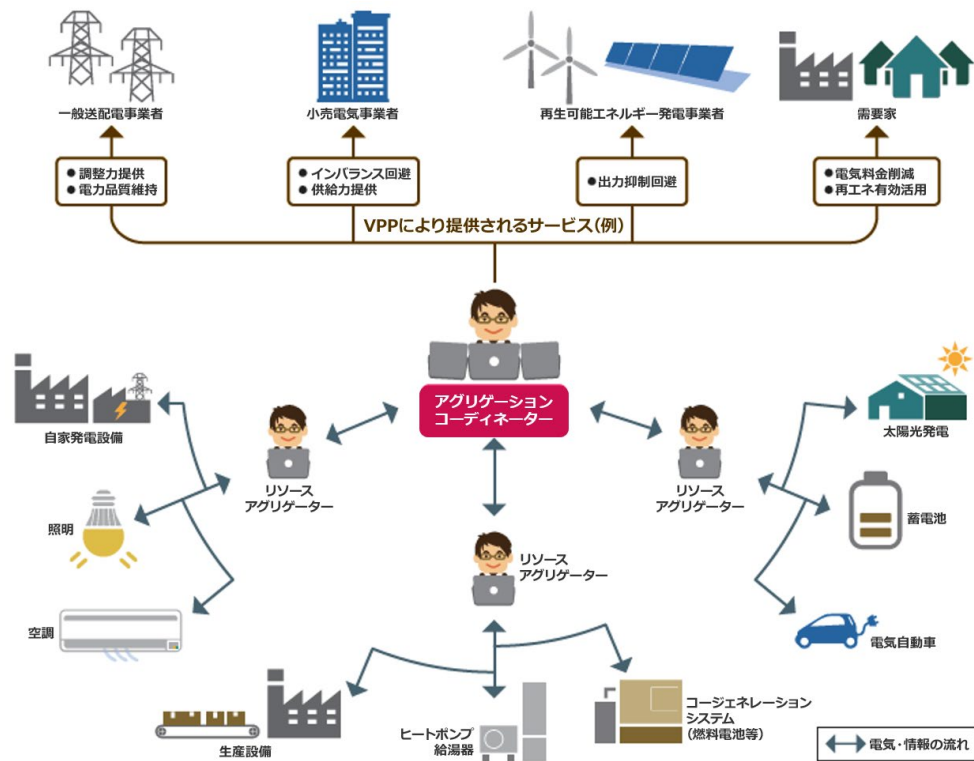 一般送配電事業者
小売電気事業者
再生可能エネルギー発電事業者
需要家
●調整力提供
●電力品質維持
●インバランス回避
●供給力提供
●出力抑制回避
●電気料金削減
●再エネ有効活用
VPPにより提供されるサービス(例)
アグリゲーション
コーディネーター
自家発電設備
リソース
アグリゲーター
リソース
アグリゲーター
太陽光発電
照明
蓄電池
リソース
アグリゲーター
空調
電気自動車
生産設備
ヒートポンプ
給湯器
コージェネレーション
システム
(燃料電池等)
電気・情報の流れ